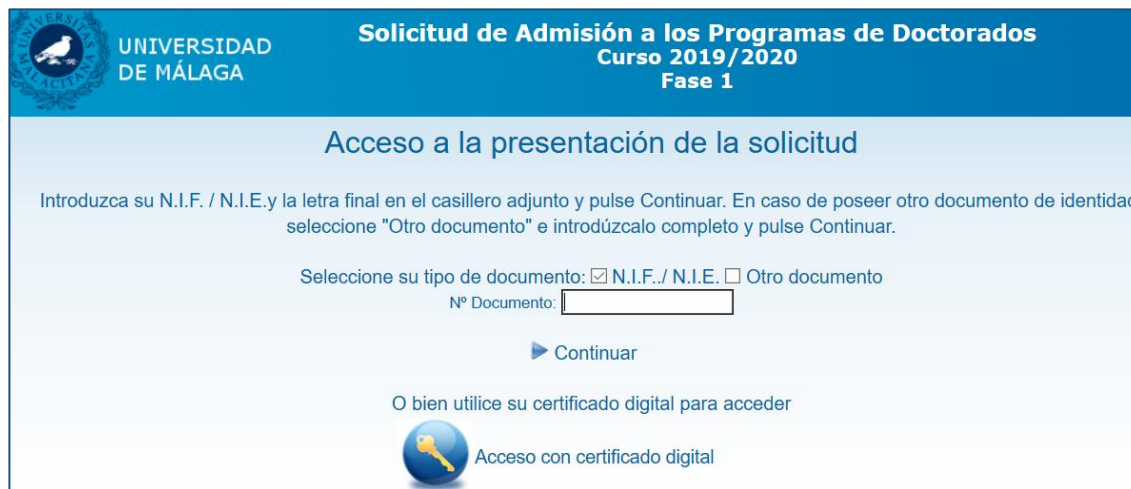 UNIVERSITAS MALACITANA
UNIVERSIDAD
DE MÁLAGA
Solicitud de Admisión a los Programas de Doctorados
Curso 2019/2020
Fase 1
Acceso a la presentación de la solicitud
Introduzca su N.I.F. / N.I.E.y la letra final en el casillero adjunto y pulse Continuar. En caso de poseer otro documento de identidad
seleccione "Otro documento" e introdúzcalo completo y pulse Continuar.
Seleccione su tipo de documento: ☑ N.I.F../ N.I.E. ☐ Otro documento
Nº Documento:
Continuar
O bien utilice su certificado digital para acceder
Acceso con certificado digital